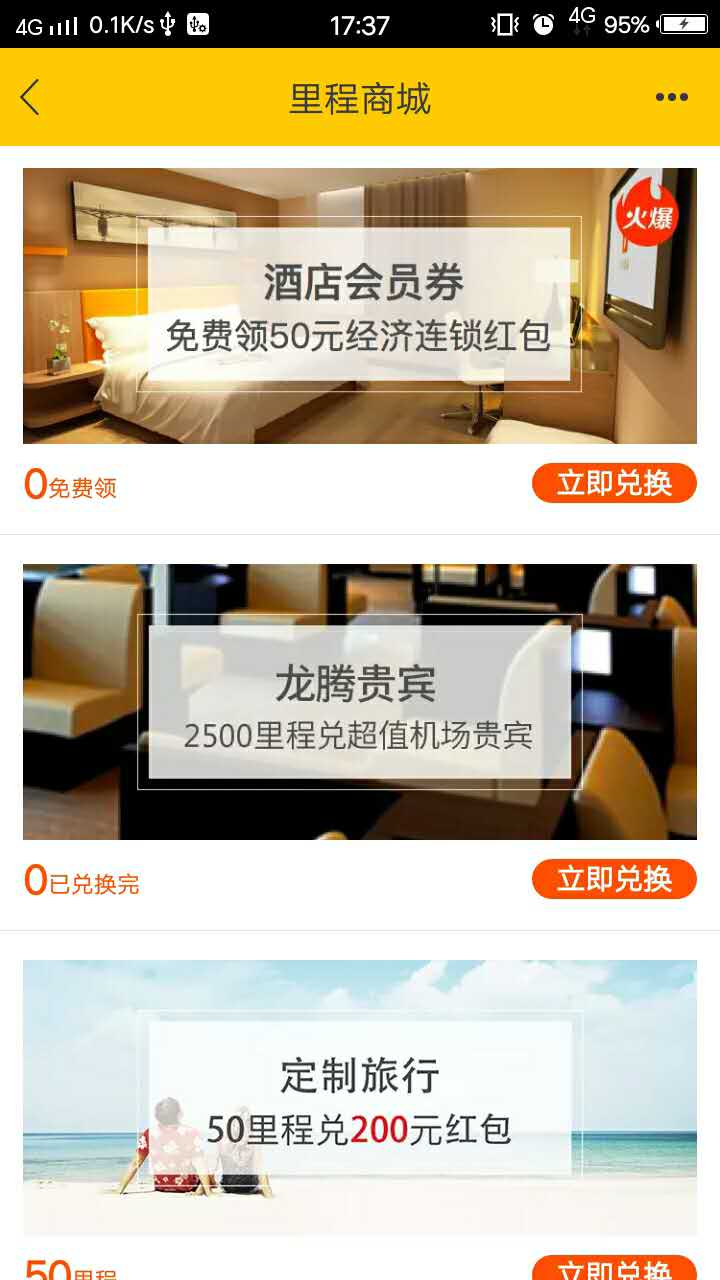 4G 0.1K/s 17:37 4G 95%
里程商城
火爆
酒店会员券
免费领50元经济连锁红包
0免费领
立即兑换
龙腾贵宾
2500里程兑超值机场贵宾
0已兑换完
立即兑换
定制旅行
50里程兑200元红包
50里程
立即兑换